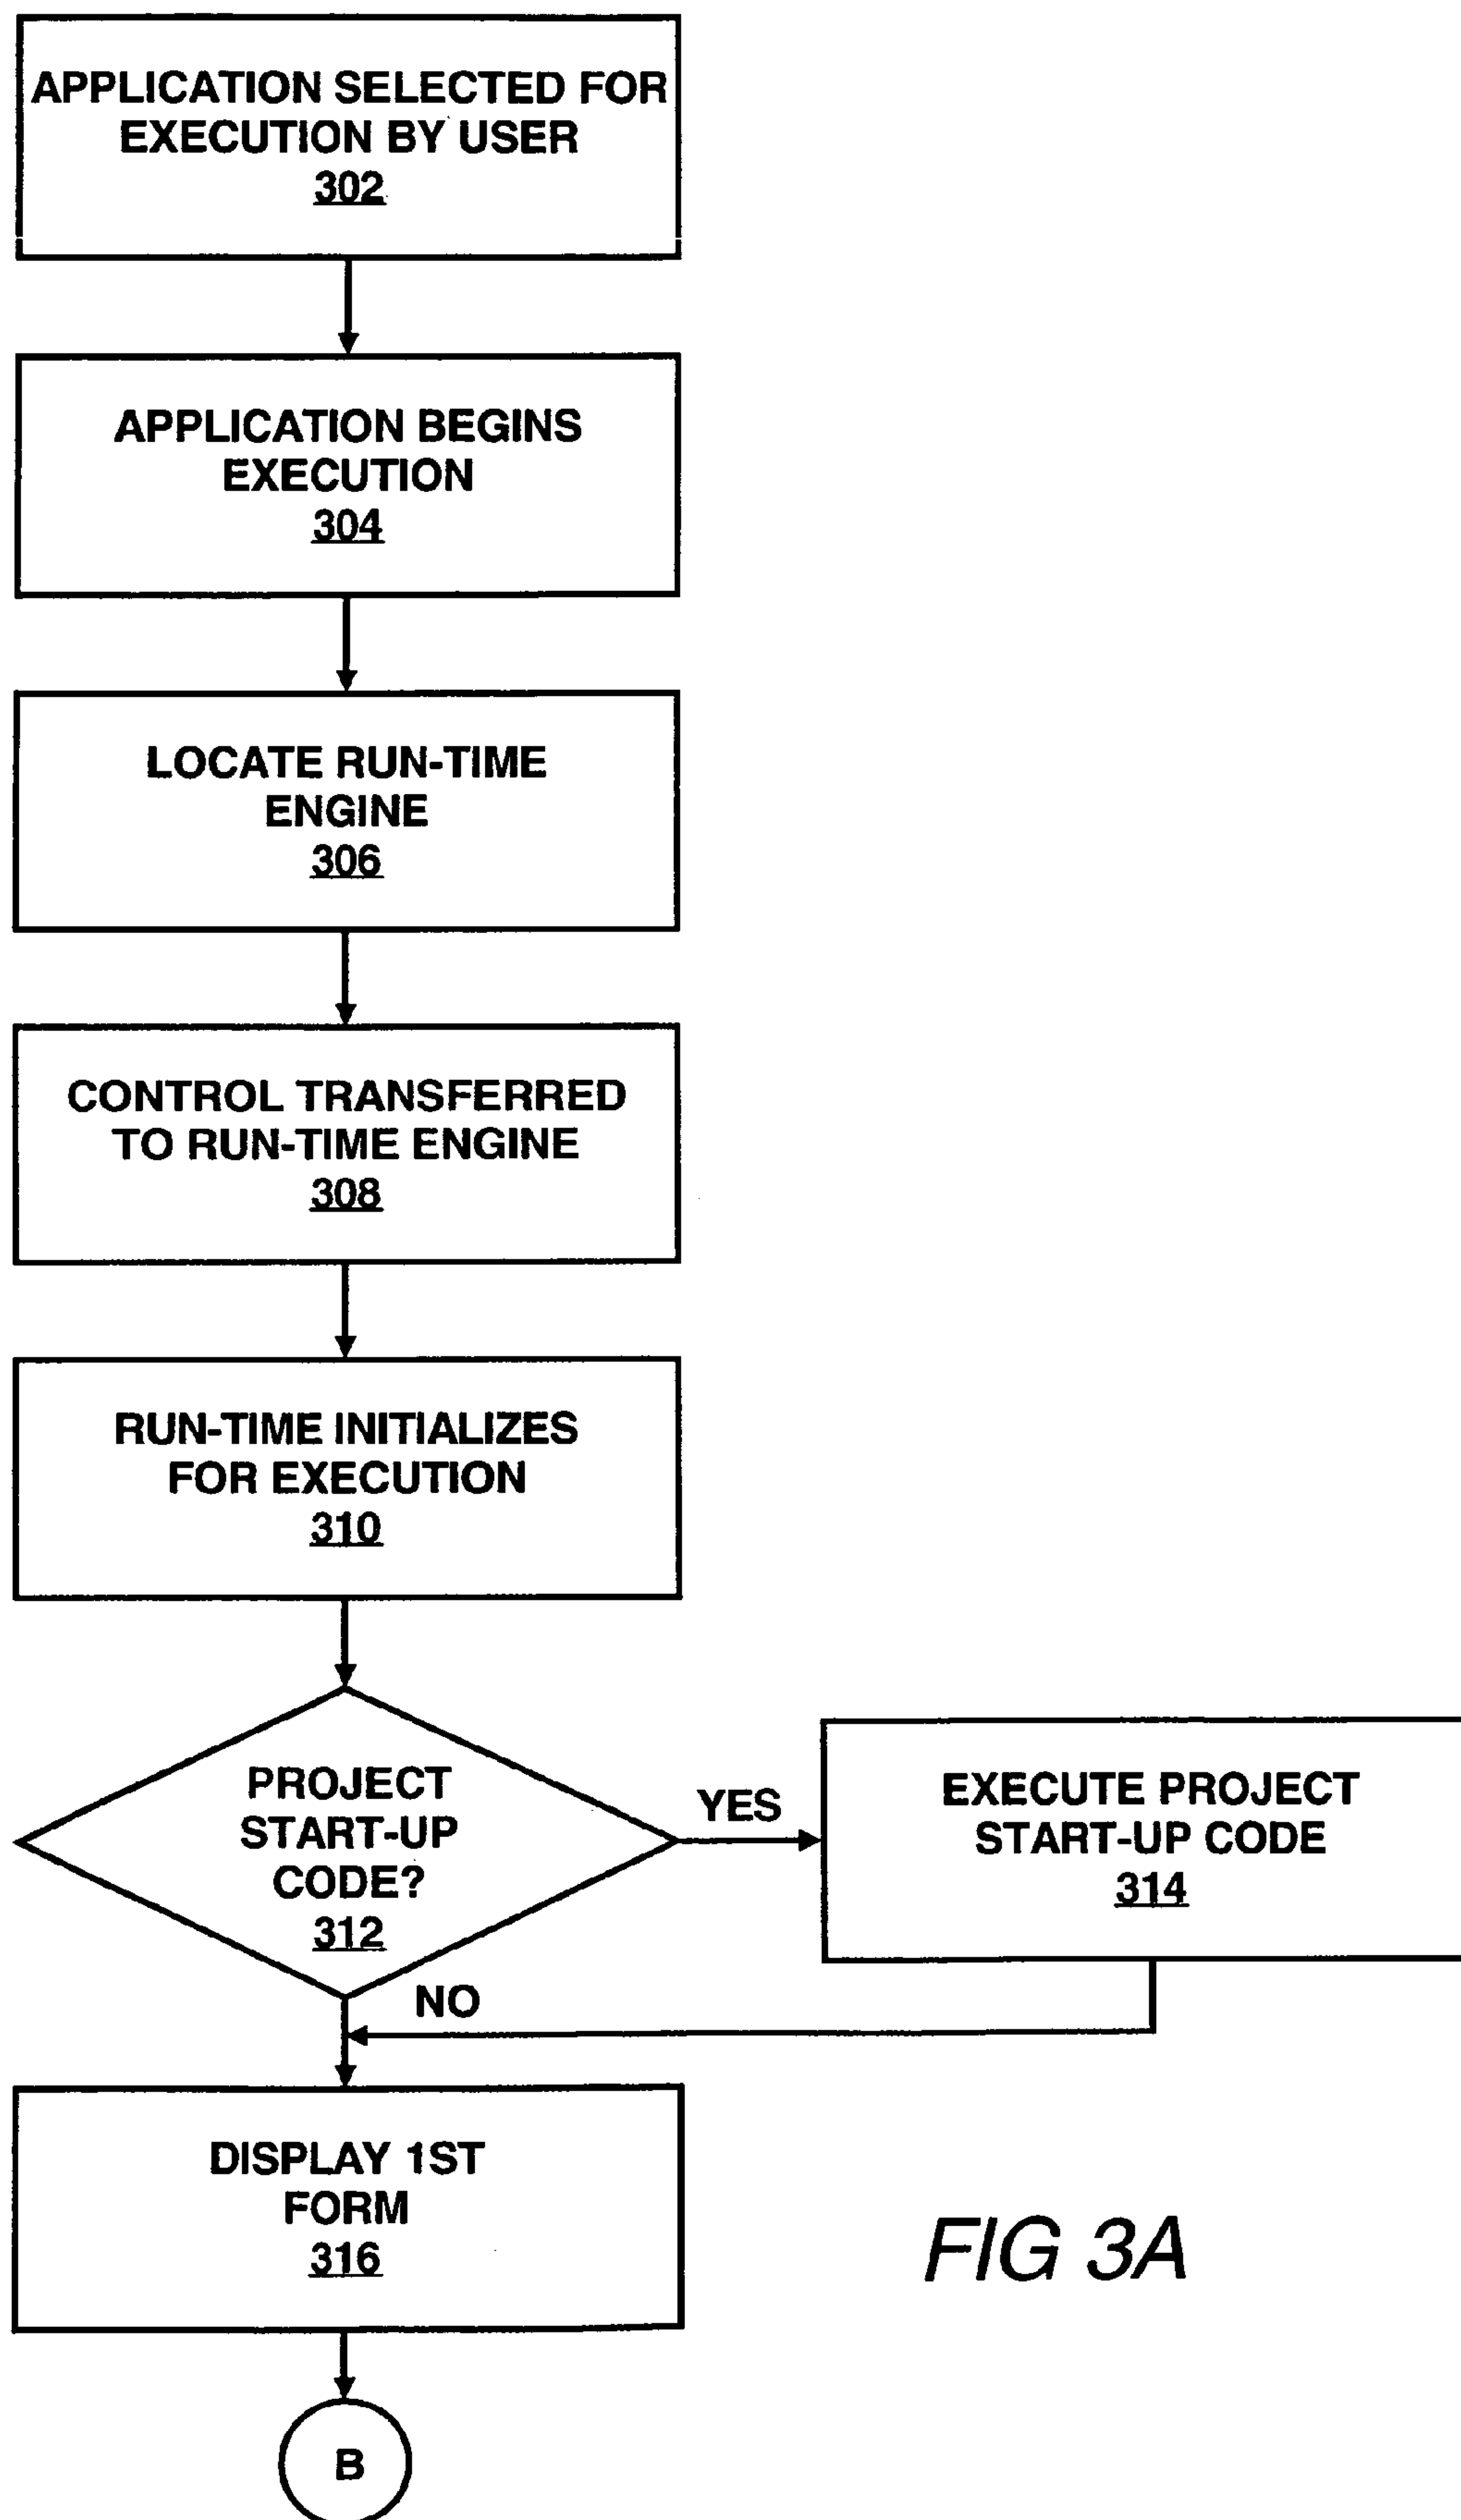 APPLICATION SELECTED FOR
EXECUTION BY USER
302
APPLICATION BEGINS
EXECUTION
304
LOCATE RUN-TIME
ENGINE
306
CONTROL TRANSFERRED
TO RUN-TIME ENGINE
308
RUN-TIME INITIALIZES
FOR EXECUTION
310
PROJECT
START-UP
CODE?
312
YES
EXECUTE PROJECT
START-UP CODE
314
NO
DISPLAY 1ST
FORM
316
FIG 3A
B